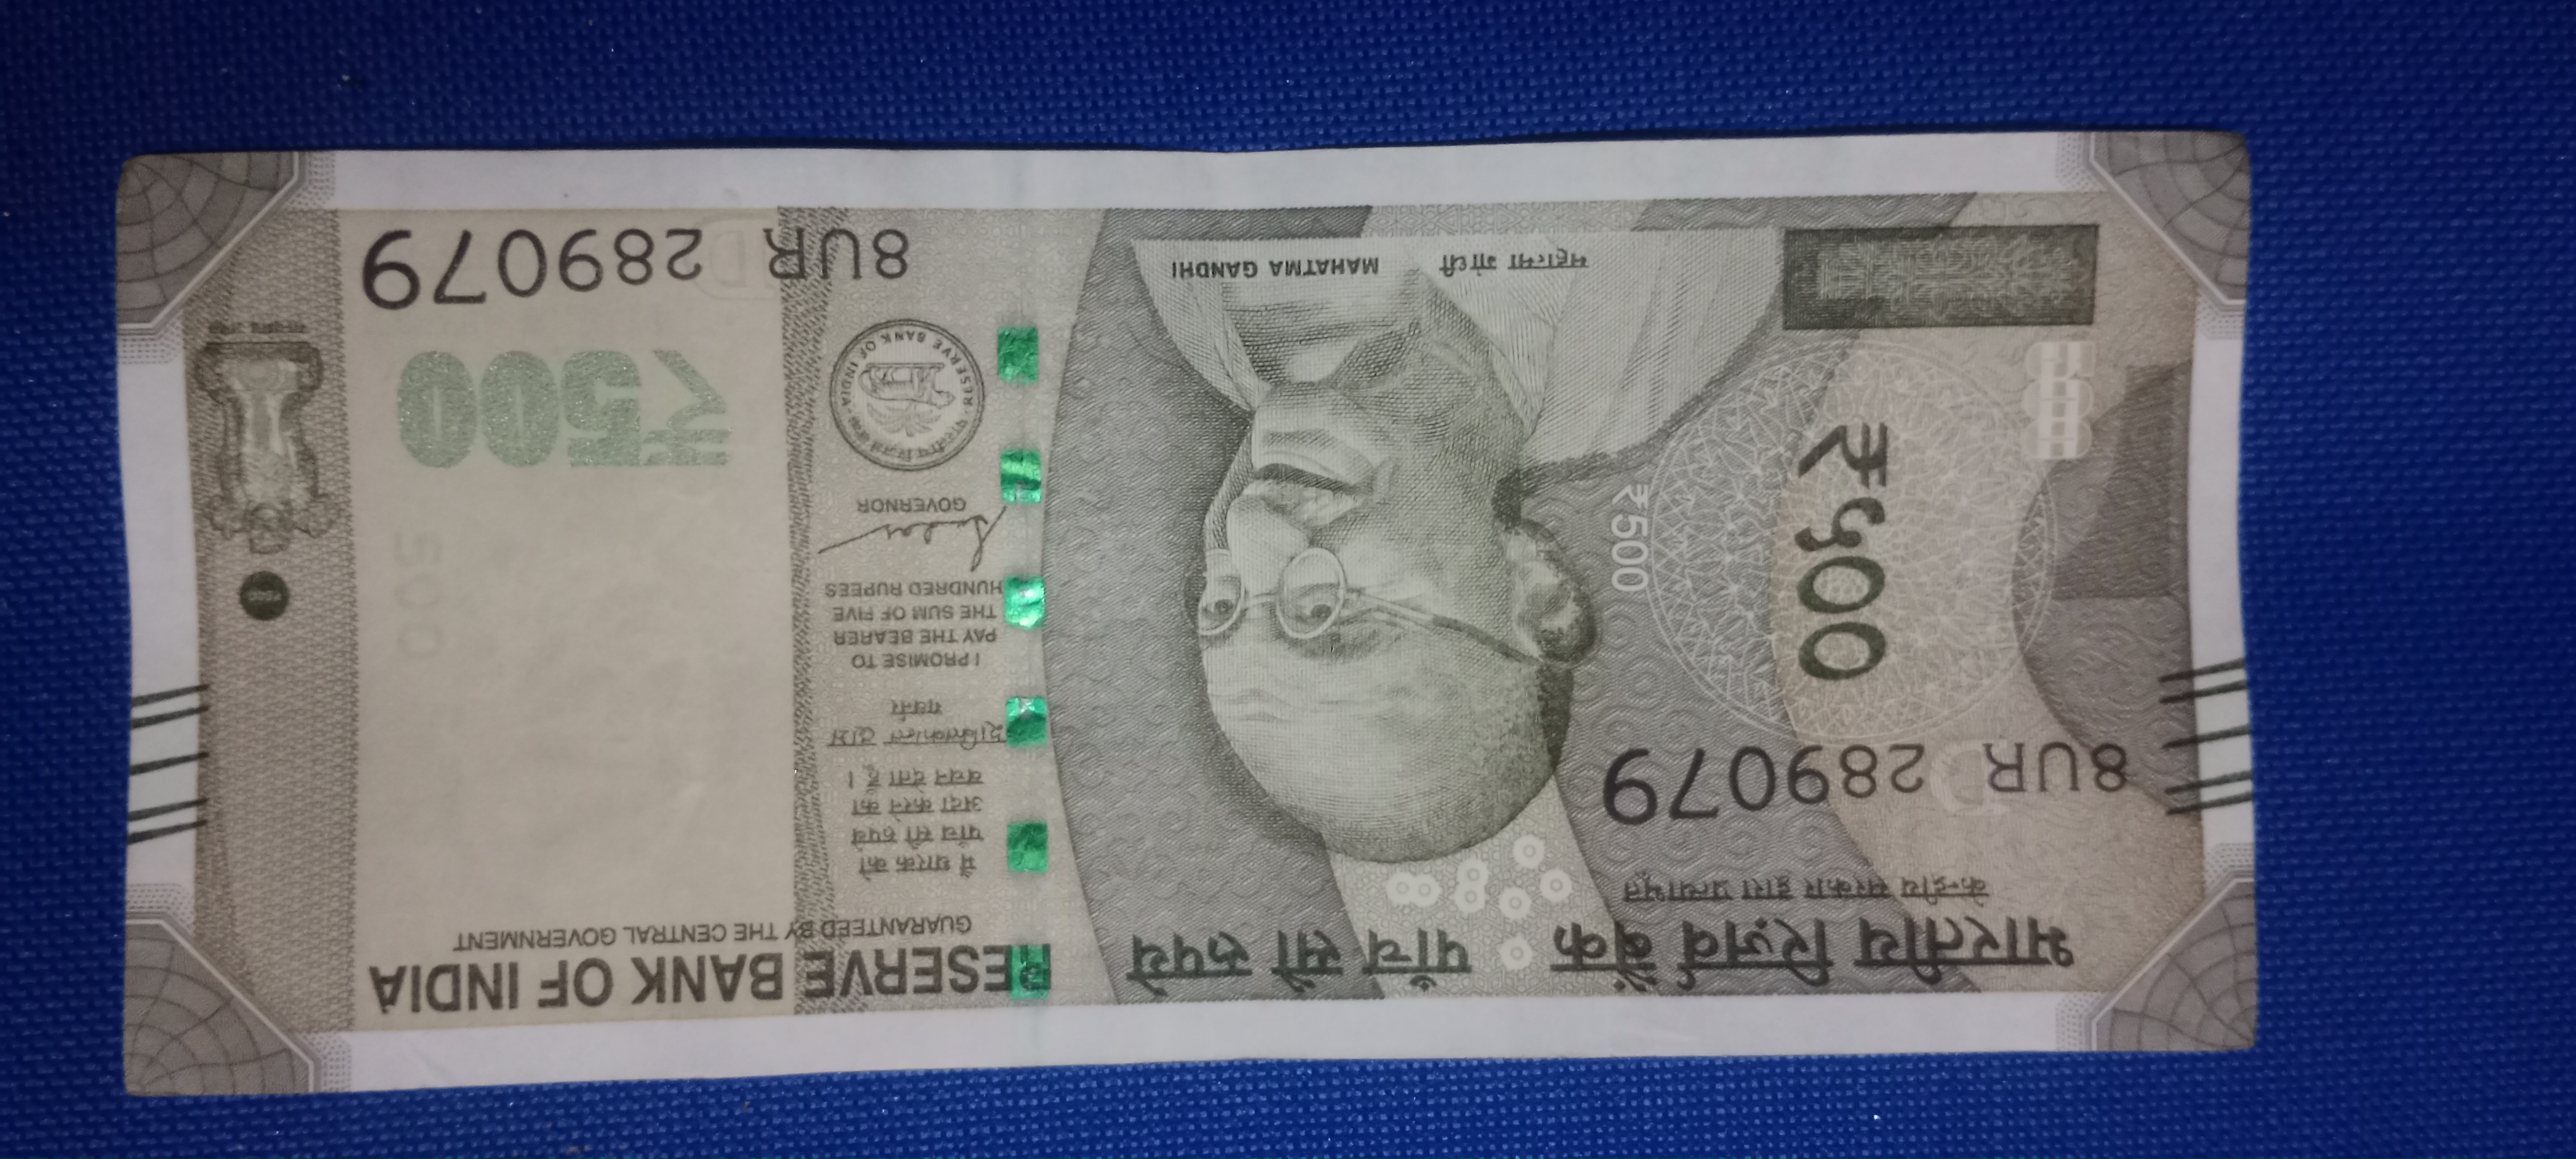 भारतीय रिज़र्व बैंक
केन्द्रीय सरकार द्वारा प्रत्याभूत
पाँच सौ रुपये
RESERVE BANK OF INDIA
GUARANTEED BY THE CENTRAL GOVERNMENT
8UR 289079
मैं धारक को
पाँच सौ रुपये
अदा करने का
वचन देता हूँ ।
शक्तिकान्त दास
गवर्नर
I PROMISE TO
PAY THE BEARER
THE SUM OF FIVE
HUNDRED RUPEES
GOVERNOR
₹५००
₹500
₹500
भारतीय रिज़र्व बैंक
RESERVE BANK OF INDIA
महात्मा गांधी MAHATMA GANDHI
8UR 289079